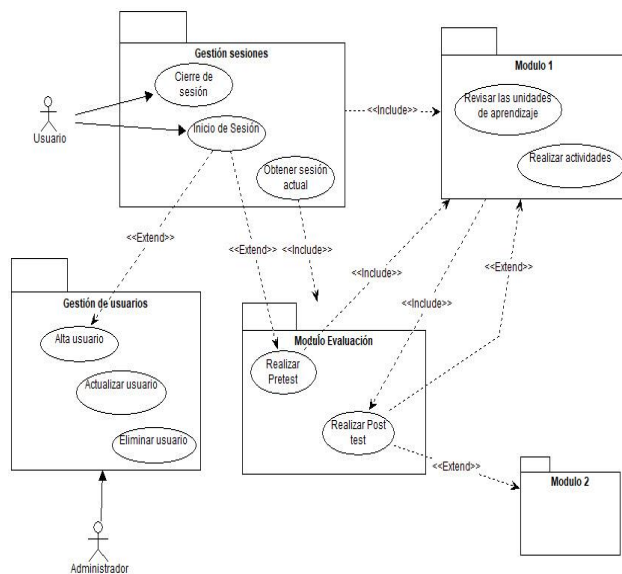 Gestión sesiones
Cierre de
sesión
Inicio de Sesión
Obtener sesión
actual
Usuario
<<Include>>
Modulo 1
Revisar las unidades
de aprendizaje
Realizar actividades
<<Extend>>
<<Extend>>
<<Include>>
<<Include>>
<<Include>>
<<Extend>>
Gestión de usuarios
Alta usuario
Actualizar usuario
Eliminar usuario
Modulo Evaluación
Realizar
Pretest
Realizar Post
test
<<Extend>>
Modulo 2
Administrador